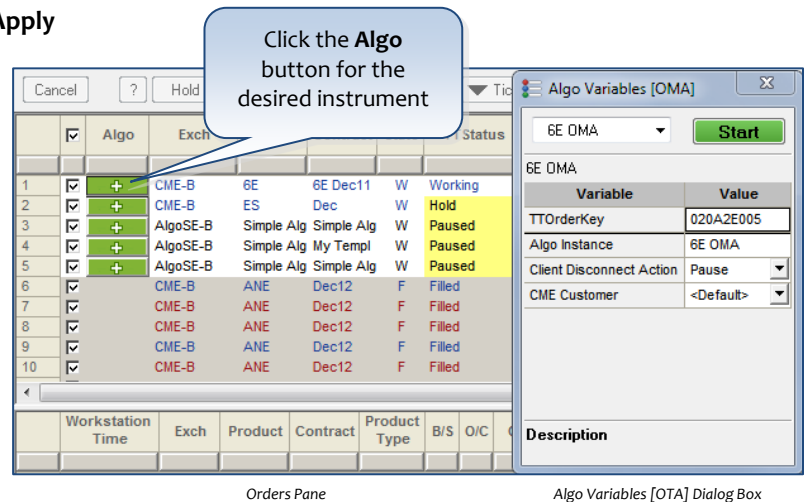 Apply
Click the Algo
button for the
desired instrument
Cancel ? Hold Tic
Algo Exch Status
1 CME-B 6E 6E Dec11 W Working
2 CME-B ES Dec W Hold
3 AlgoSE-B Simple Alg Simple Alg W Paused
4 AlgoSE-B Simple Alg My Templ W Paused
5 AlgoSE-B Simple Alg Simple Alg W Paused
6 CME-B ANE Dec12 F Filled
7 CME-B ANE Dec12 F Filled
8 CME-B ANE Dec12 F Filled
9 CME-B ANE Dec12 F Filled
10 CME-B ANE Dec12 F Filled
Workstation Time Exch Product Contract Product Type B/S O/C
Algo Variables [OMA]
6E OMA Start
6E OMA
Variable Value
TTOrderKey 020A2E005
Algo Instance 6E OMA
Client Disconnect Action Pause
CME Customer <Default>
Description
Orders Pane
Algo Variables [OTA] Dialog Box